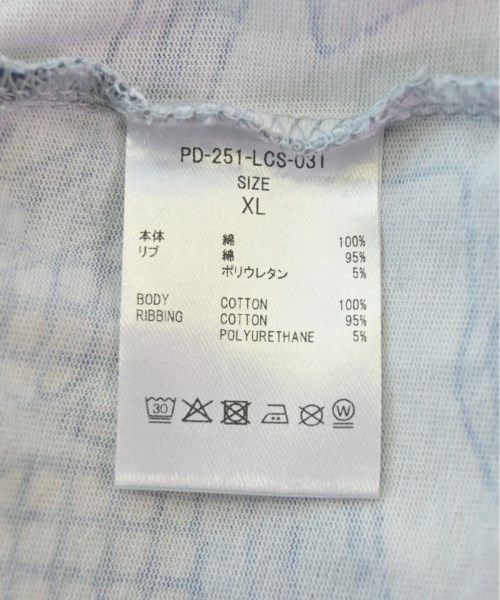 PD-251-LCS-031
SIZE
XL
本体 綿 100%
リブ 綿 95%
ポリウレタン 5%
BODY COTTON 100%
RIBBING COTTON 95%
POLYURETHANE 5%
30 W